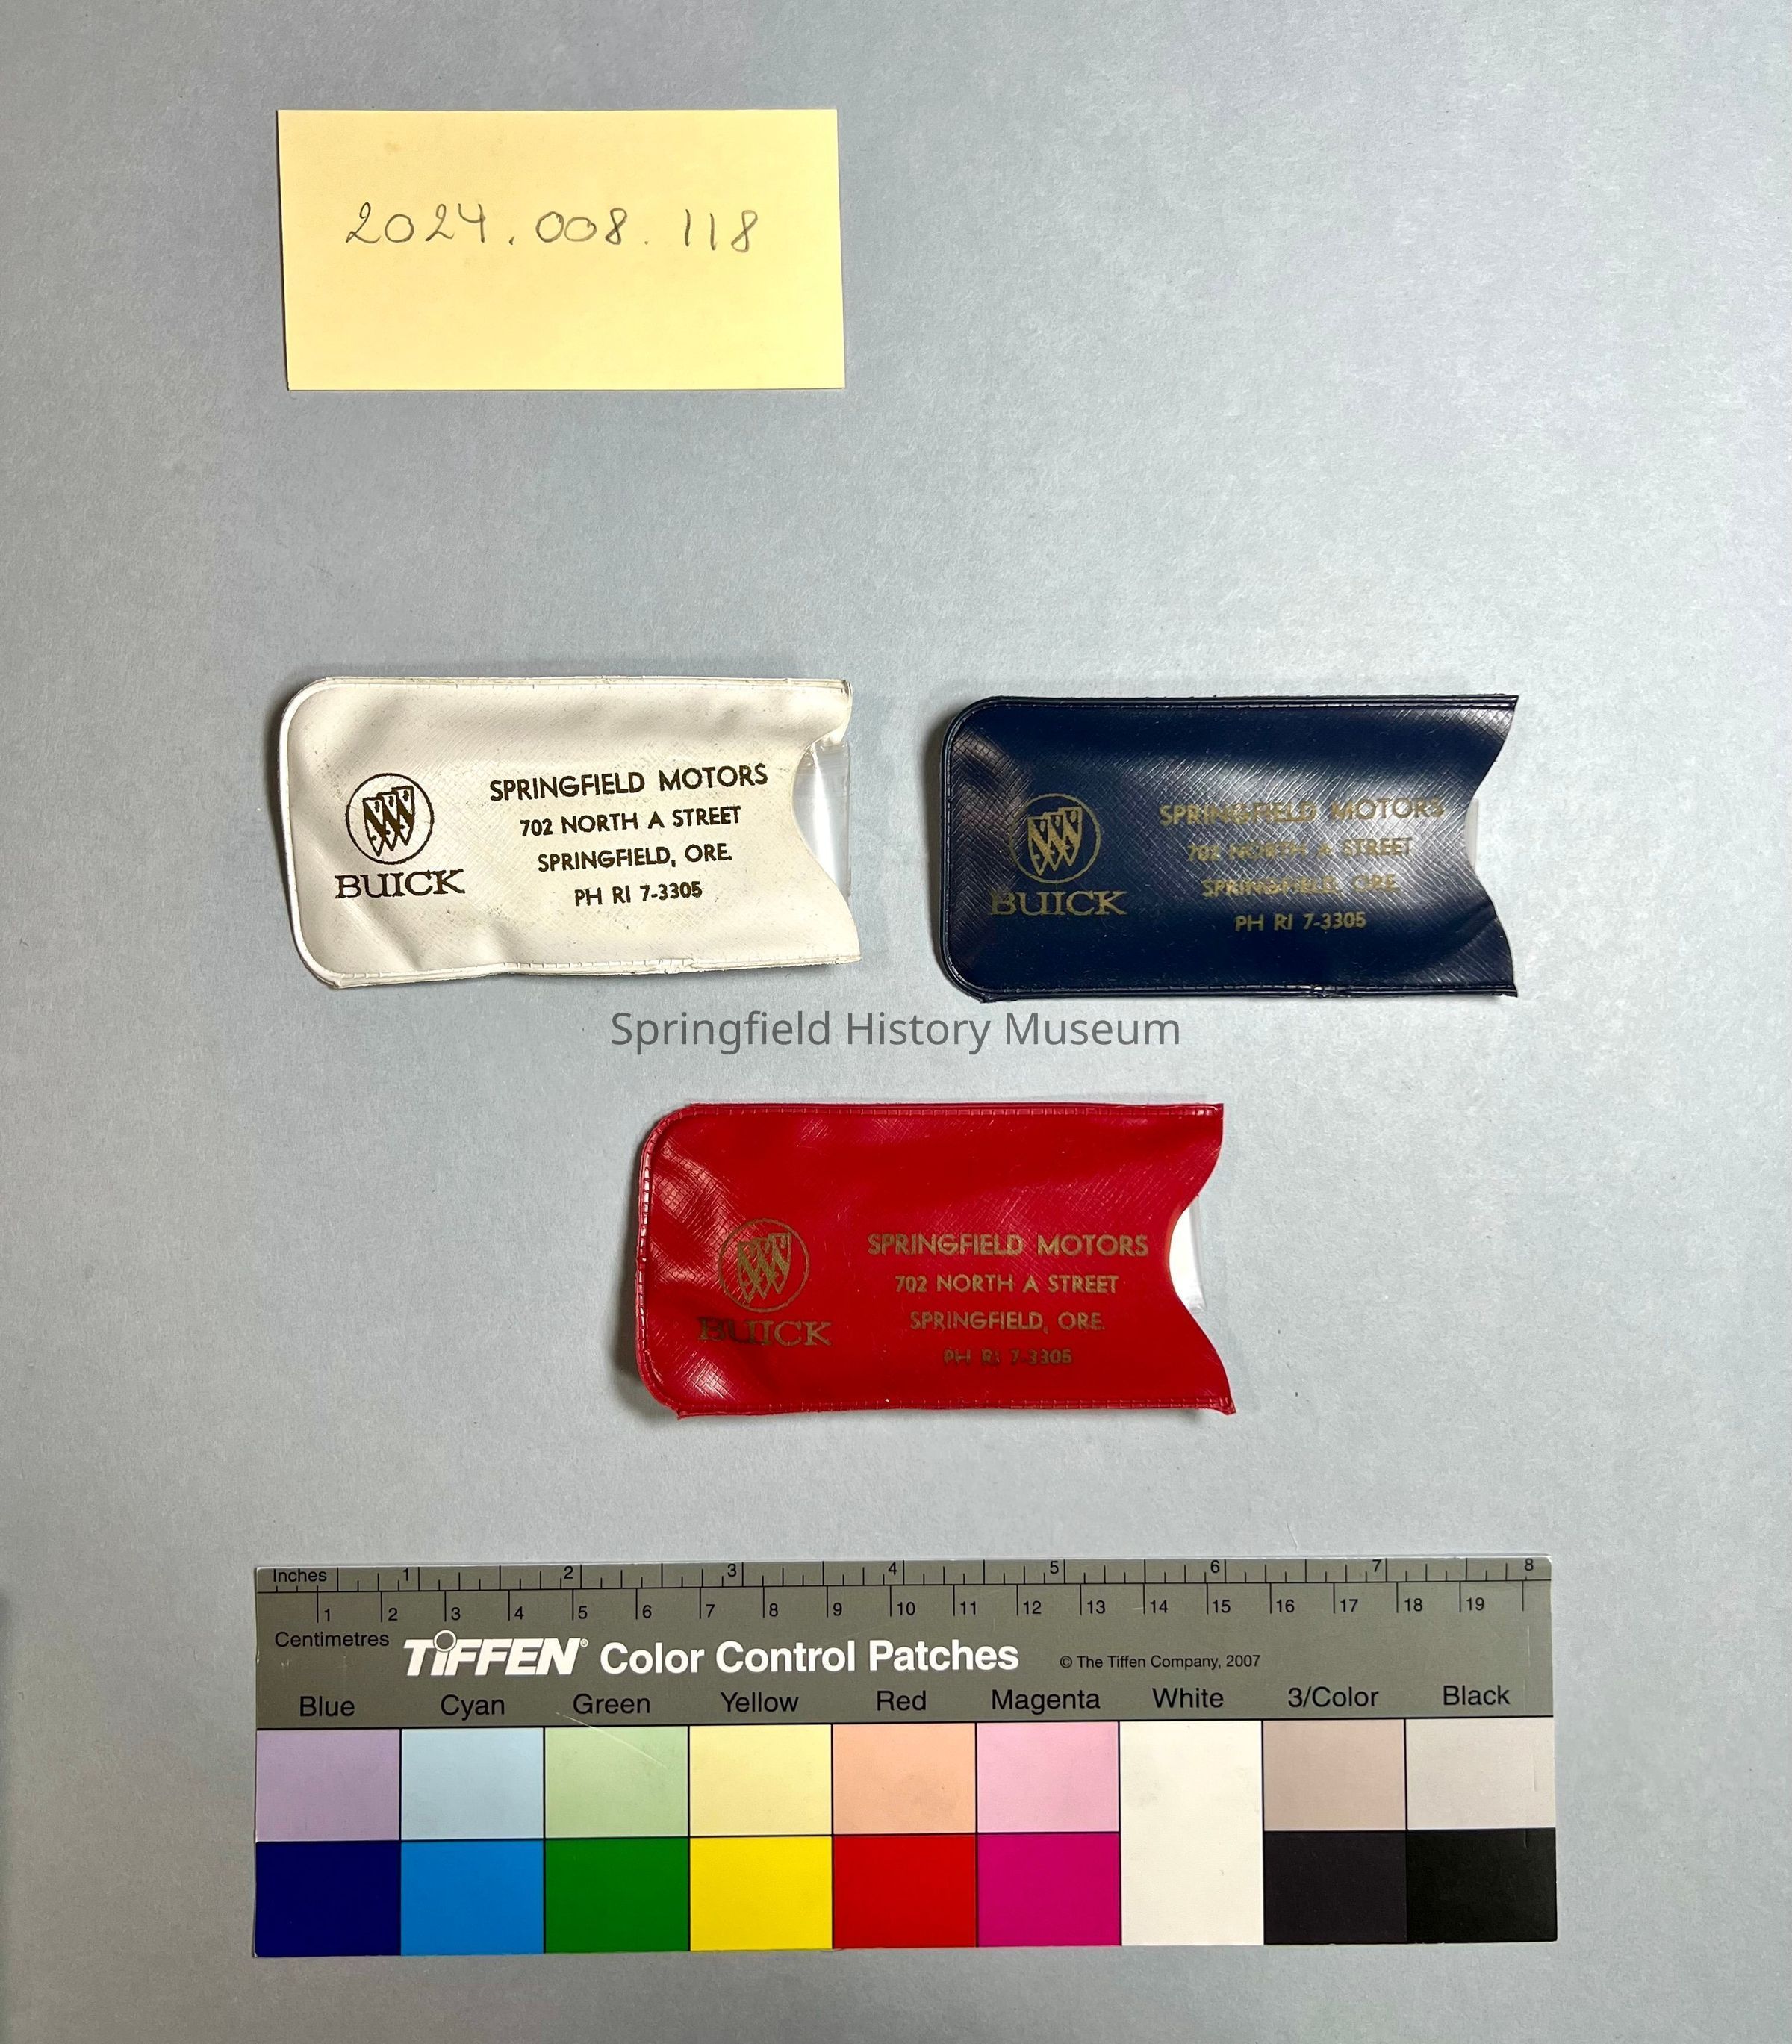 2024.008.118
SPRINGFIELD MOTORS
702 NORTH A STREET
SPRINGFIELD, ORE.
PH RI 7-3305
BUICK
SPRINGFIELD MOTORS
702 NORTH A STREET
SPRINGFIELD, ORE.
PH RI 7-3305
BUICK
Springfield History Museum
SPRINGFIELD MOTORS
702 NORTH A STREET
SPRINGFIELD, ORE.
PH RI 7-3305
BUICK
Inches 1 2 3 4 5 6 7 8
1 2 3 4 5 6 7 8 9 10 11 12 13 14 15 16 17 18 19
Centimetres
TIFFEN® Color Control Patches © The Tiffen Company, 2007
Blue Cyan Green Yellow Red Magenta White 3/Color Black